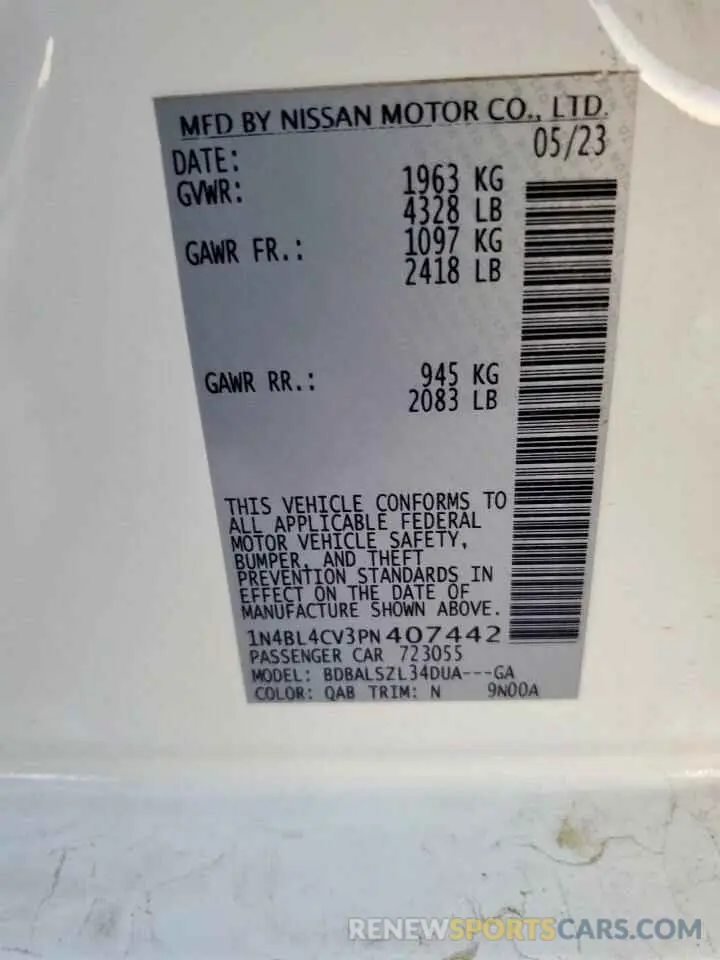 MFD BY NISSAN MOTOR CO., LTD.
DATE: 05/23
GVWR: 1963 KG
4328 LB
GAWR FR.: 1097 KG
2418 LB
GAWR RR.: 945 KG
2083 LB
THIS VEHICLE CONFORMS TO
ALL APPLICABLE FEDERAL
MOTOR VEHICLE SAFETY,
BUMPER, AND THEFT
PREVENTION STANDARDS IN
EFFECT ON THE DATE OF
MANUFACTURE SHOWN ABOVE.
1N4BL4CV3PN407442
PASSENGER CAR 723055
MODEL: BDBALSZL34DUA---GA
COLOR: QAB TRIM: N 9N00A
RENEWSPORTSCARS.COM